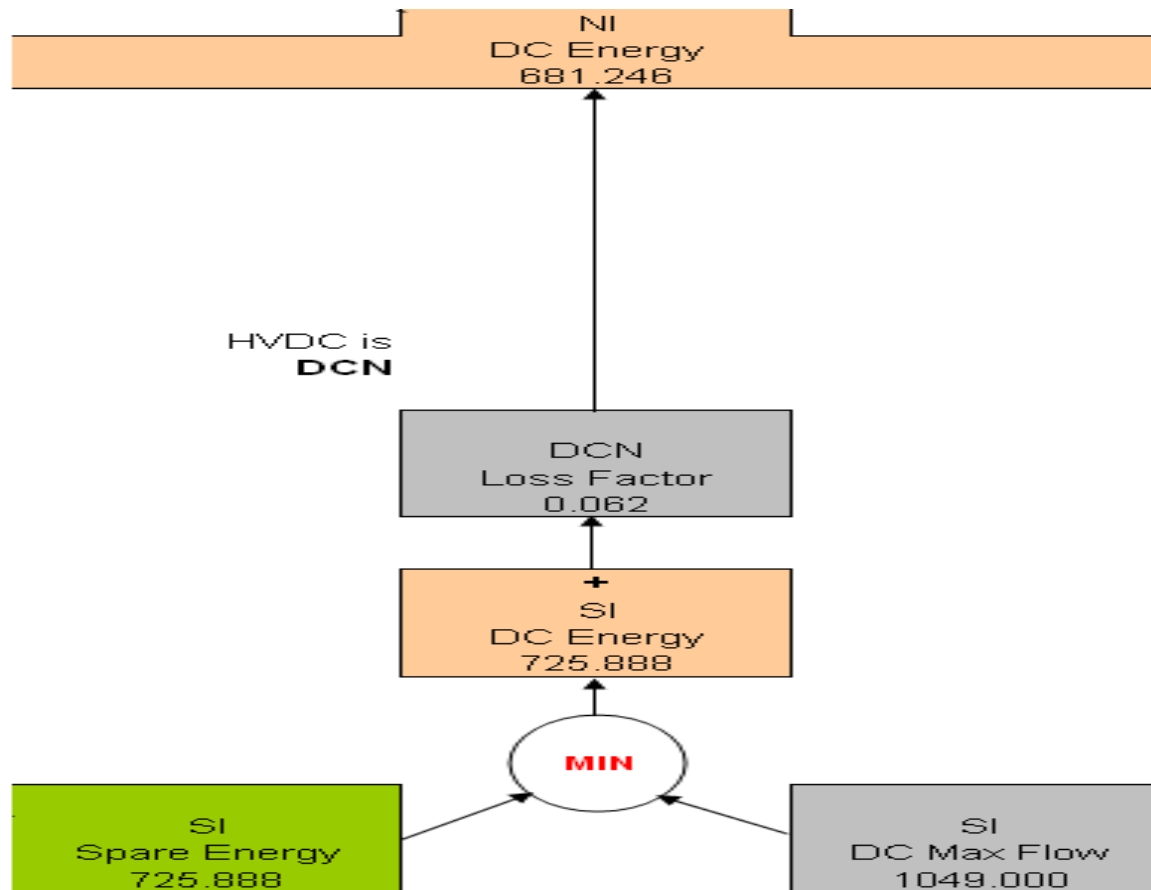 NI
DC Energy
681.246
HVDC is
DCN
DCN
Loss Factor
0.062
+
SI
DC Energy
725.888
MIN
SI
Spare Energy
725.888
SI
DC Max Flow
1049.000